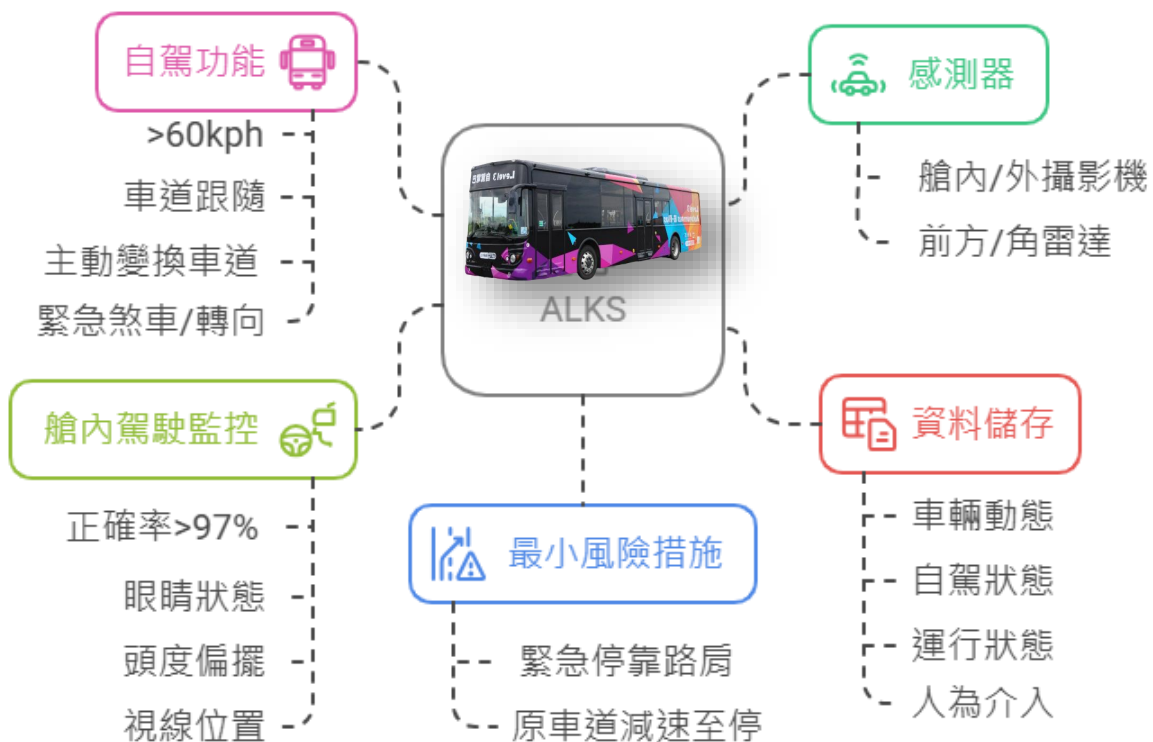 自駕功能
>60kph
車道跟隨
主動變換車道
緊急煞車/轉向
感測器
艙內/外攝影機
前方/角雷達
ALKS
艙內駕駛監控
正確率>97%
眼睛狀態
頭度偏擺
視線位置
最小風險措施
緊急停靠路肩
原車道減速至停
資料儲存
車輛動態
自駕狀態
運行狀態
人為介入